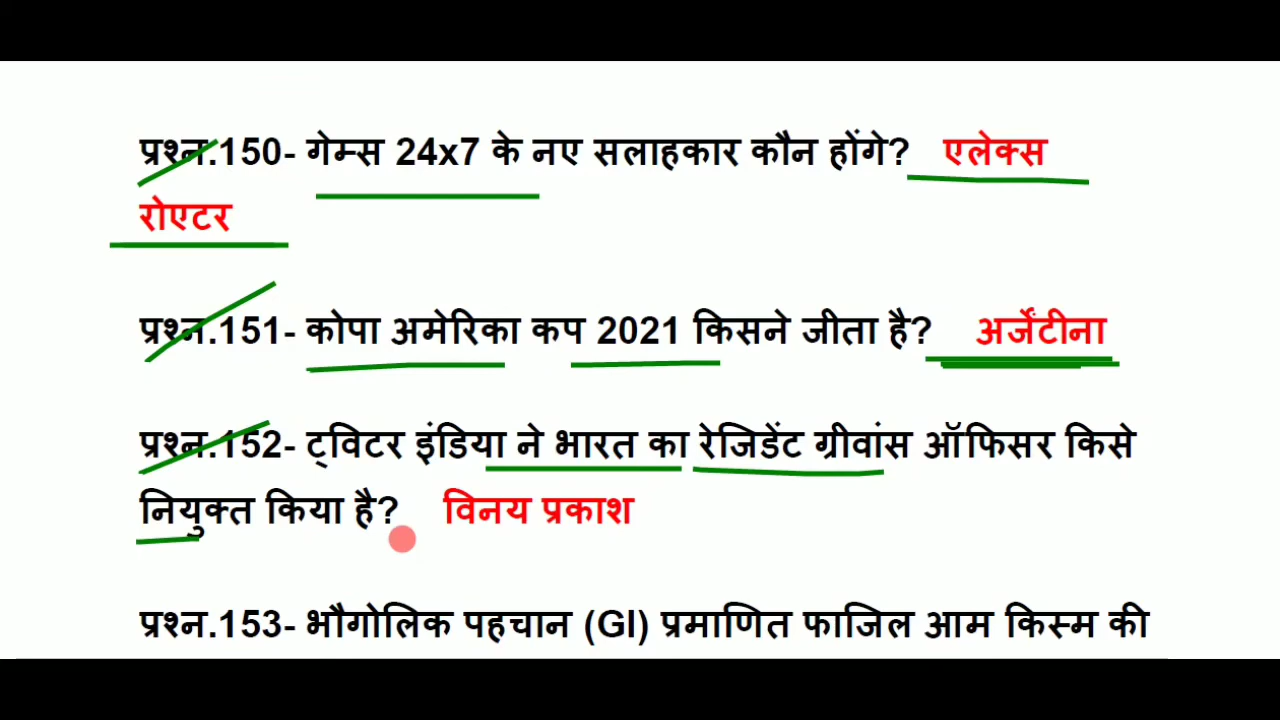 प्रश्न.150- गेम्स 24x7 के नए सलाहकार कौन होंगे? एलेक्स
रोएटर
प्रश्न.151- कोपा अमेरिका कप 2021 किसने जीता है? अर्जेंटीना
प्रश्न.152- ट्विटर इंडिया ने भारत का रेजिडेंट ग्रीवांस ऑफिसर किसे
नियुक्त किया है? विनय प्रकाश
प्रश्न.153- भौगोलिक पहचान (GI) प्रमाणित फाजिल आम किस्म की